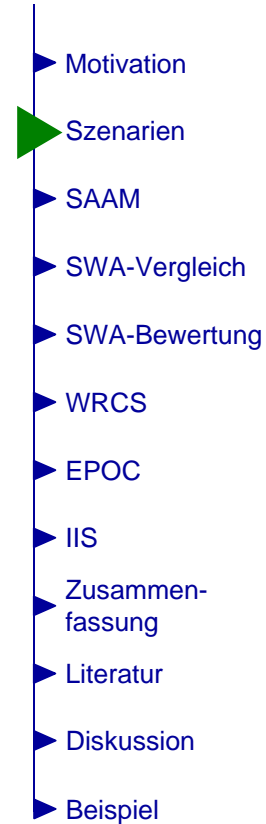 Motivation
Szenarien
SAAM
SWA-Vergleich
SWA-Bewertung
WRCS
EPOC
IIS
Zusammen-
fassung
Literatur
Diskussion
Beispiel